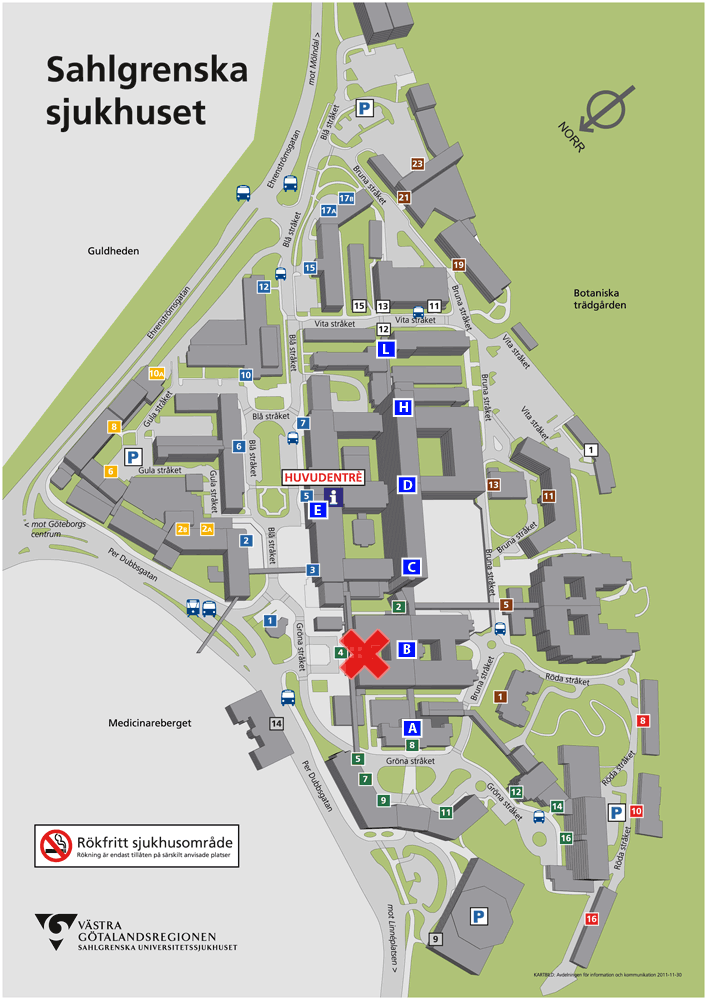 Sahlgrenska
sjukhuset
mot Mölndal >
P
NORR
Blå stråket
Ehrenströmsgatan
Bruna stråket
23
21
17B
17A
Guldheden
Blå stråket
19
15
12
Botaniska
trädgården
Ehrenströmsgatan
15
13
11
Bruna stråket
Vita stråket
Vita stråket
12
Vita stråket
L
Blå stråket
10A
10
Bruna stråket
H
Gula stråket
Blå stråket
7
Vita stråket
8
6
Blå stråket
P
1
6
Gula stråket
HUVUDENTRÈ
Gula stråket
D
13
5
i
11
E
< mot Göteborgs
centrum
2B
2A
2
Blå stråket
Bruna stråket
Per Dubbsgatan
3
C
Bruna stråket
2
5
1
Gröna stråket
4
B
Röda stråket
Bruna stråket
1
Medicinareberget
14
A
8
8
5
Gröna stråket
Per Dubbsgatan
7
Röda stråket
12
9
Gröna stråket
14
11
P
10
16
Röda stråket
Rökfritt sjukhusområde
Rökning är endast tillåten på särskilt anvisade platser
P
16
VÄSTRA
GÖTALANDSREGIONEN
SAHLGRENSKA UNIVERSITETSSJUKHUSET
mot Linnéplatsen >
9
KARTBILD: Avdelningen för information och kommunikation 2011-11-30